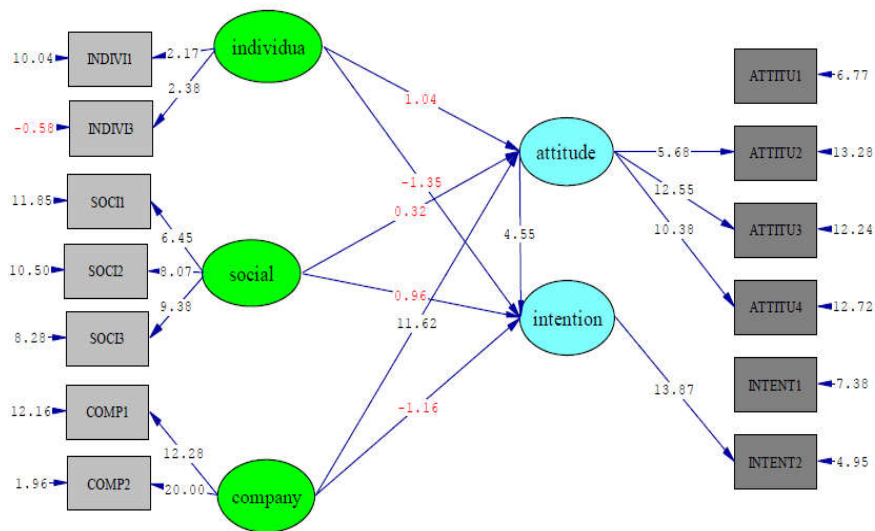 individua
10.04
INDIVI1
2.17
2.38
-0.58
INDIVI3
1.04
ATTITU1
6.77
attitude
5.68
ATTITU2
13.28
11.85
SOCI1
6.45
-1.35
0.32
12.55
10.38
4.55
ATTITU3
12.24
10.50
SOCI2
8.07
social
9.38
0.96
8.28
SOCI3
11.62
intention
ATTITU4
12.72
12.16
COMP1
12.28
-1.16
13.87
INTENT1
7.38
1.96
COMP2
20.00
company
INTENT2
4.95